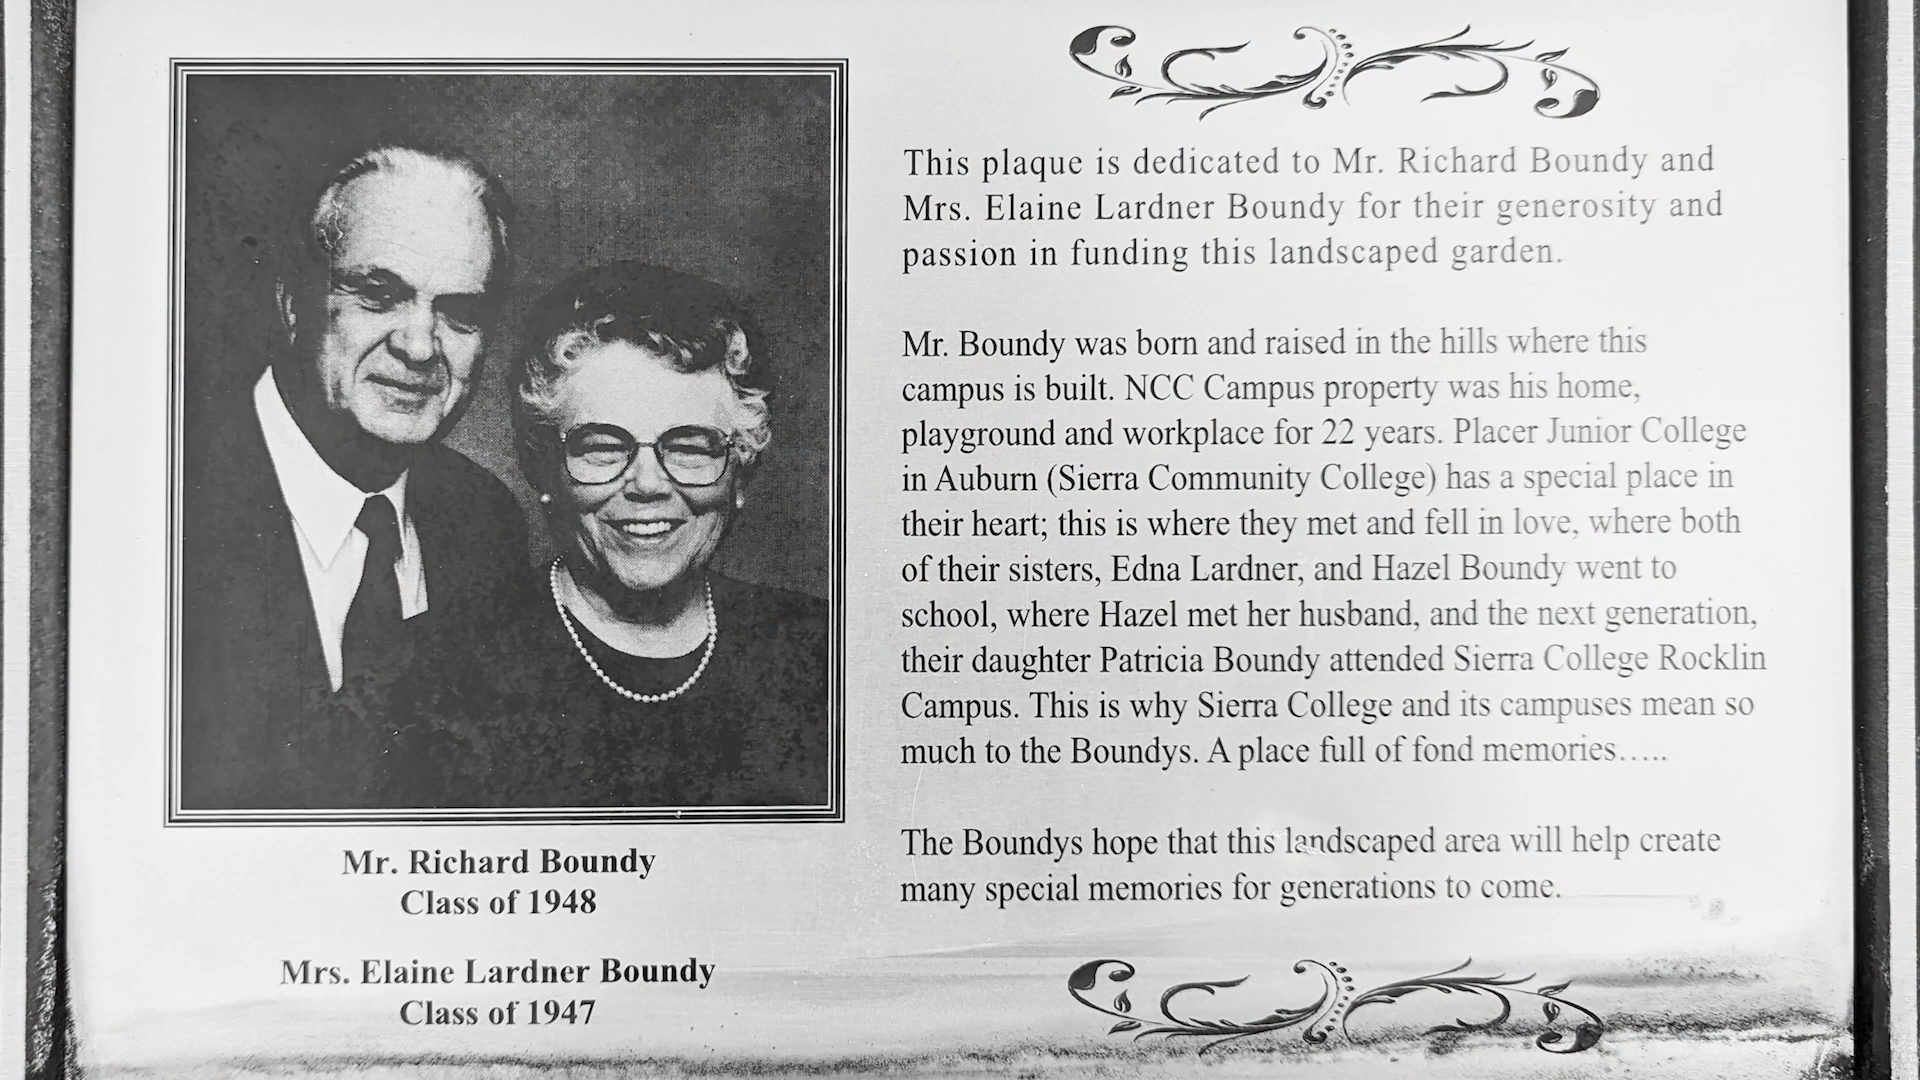 This plaque is dedicated to Mr. Richard Boundy and
Mrs. Elaine Lardner Boundy for their generosity and
passion in funding this landscaped garden.
Mr. Boundy was born and raised in the hills where this
campus is built. NCC Campus property was his home,
playground and workplace for 22 years. Placer Junior College
in Auburn (Sierra Community College) has a special place in
their heart; this is where they met and fell in love, where both
of their sisters, Edna Lardner, and Hazel Boundy went to
school, where Hazel met her husband, and the next generation,
their daughter Patricia Boundy attended Sierra College Rocklin
Campus. This is why Sierra College and its campuses mean so
much to the Boundys. A place full of fond memories…..
The Boundys hope that this landscaped area will help create
many special memories for generations to come.
Mr. Richard Boundy
Class of 1948
Mrs. Elaine Lardner Boundy
Class of 1947